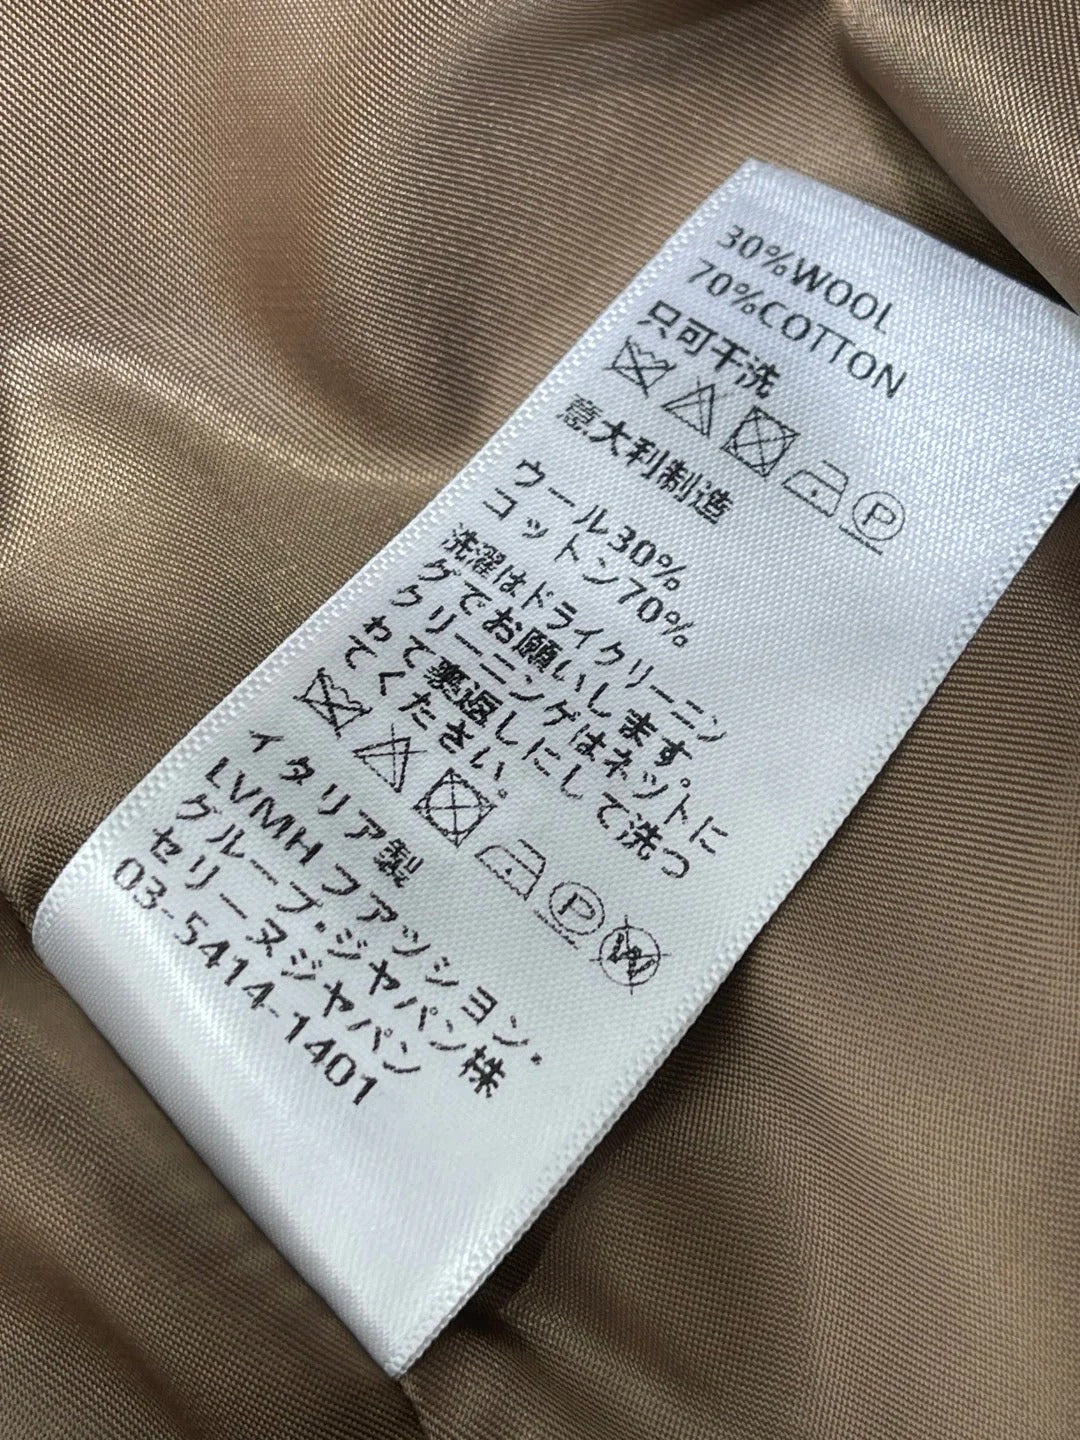 30%WOOL
70%COTTON
只可干洗
P
意大利制造
ウール30%
コットン70%
洗濯はドライクリーニン
グでお願いします
クリーニンゲはネットに
わて裏返しにして洗っ
てください。
P W
イタリア製
LVMHファッション・
グループ・ジャパン株
セリーヌジャパン
03-5414-1401